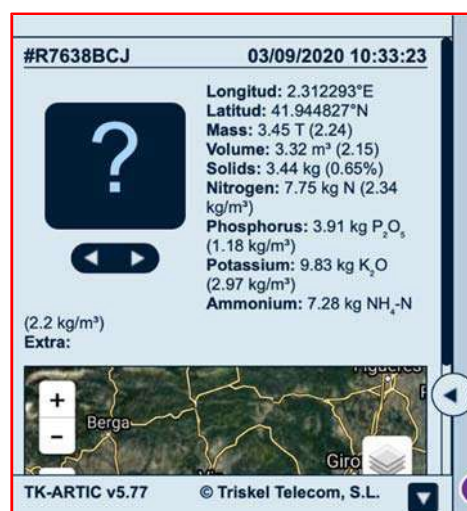 #R7638BCJ 03/09/2020 10:33:23
?
Longitud: 2.312293°E
Latitud: 41.944827°N
Mass: 3.45 T (2.24)
Volume: 3.32 m³ (2.15)
Solids: 3.44 kg (0.65%)
Nitrogen: 7.75 kg N (2.34
kg/m³)
Phosphorus: 3.91 kg P₂O₅
(1.18 kg/m³)
Potassium: 9.83 kg K₂O
(2.97 kg/m³)
Ammonium: 7.28 kg NH₄-N
(2.2 kg/m³)
Extra:
Figueres
+
Berga
-
Giro
TK-ARTIC v5.77 © Triskel Telecom, S.L.